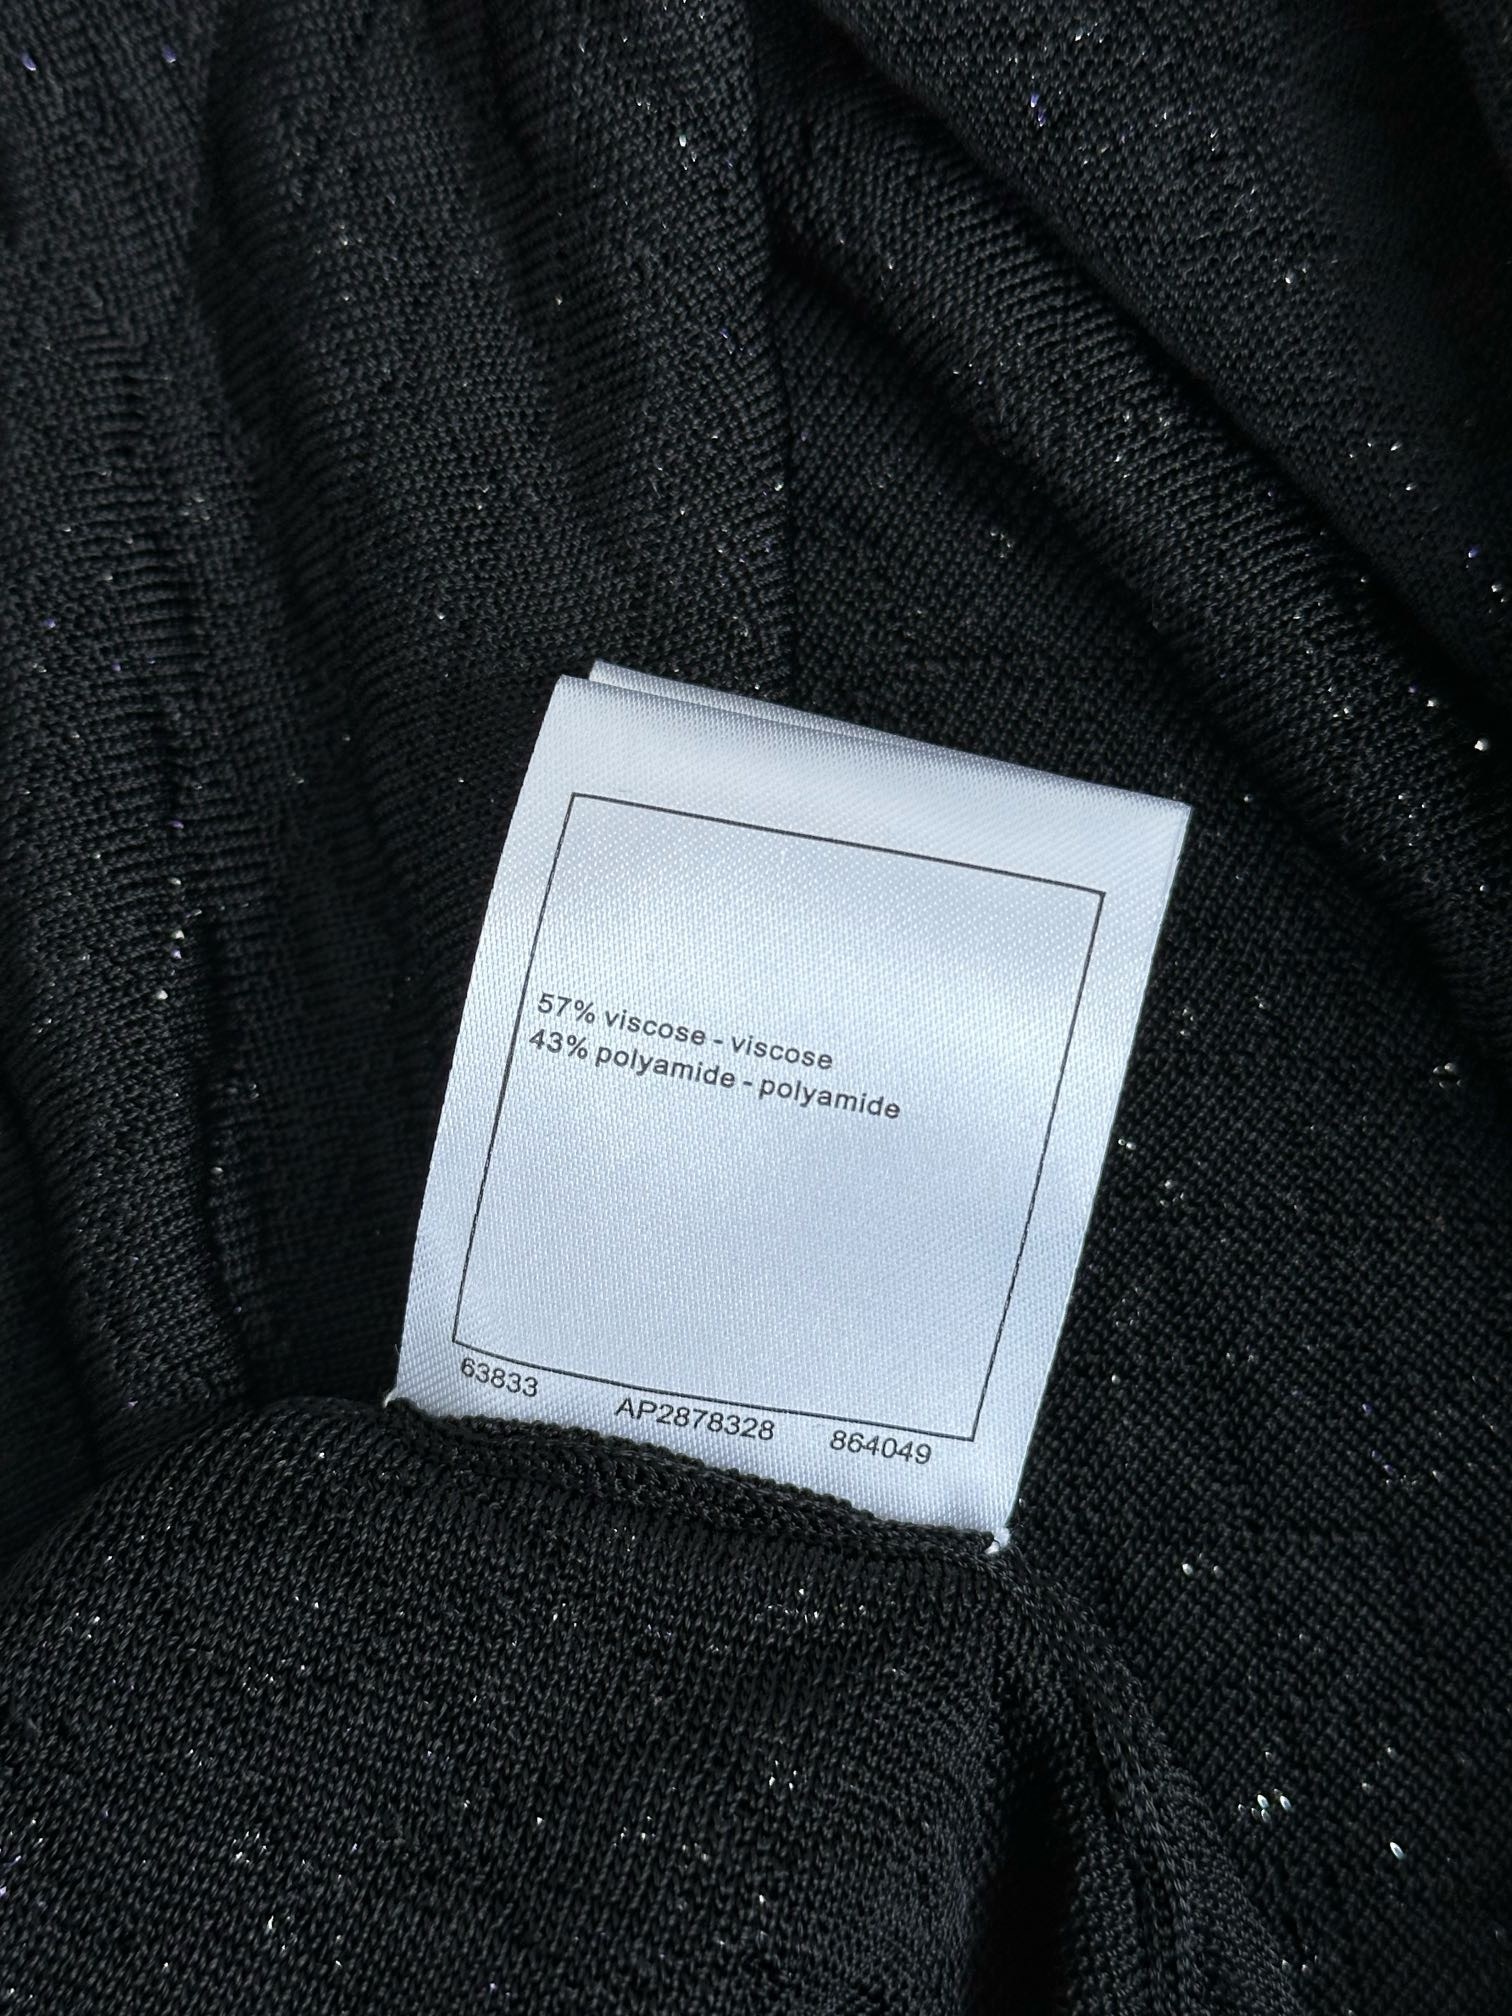 57% viscose - viscose
43% polyamide - polyamide
63833 AP2878328 864049